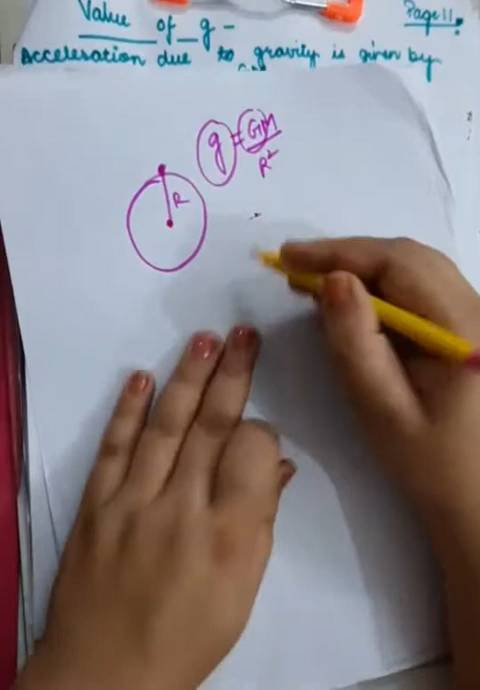 Page 11.
Value of g -
Acceleration due to gravity is given by
g = GM
R²
R